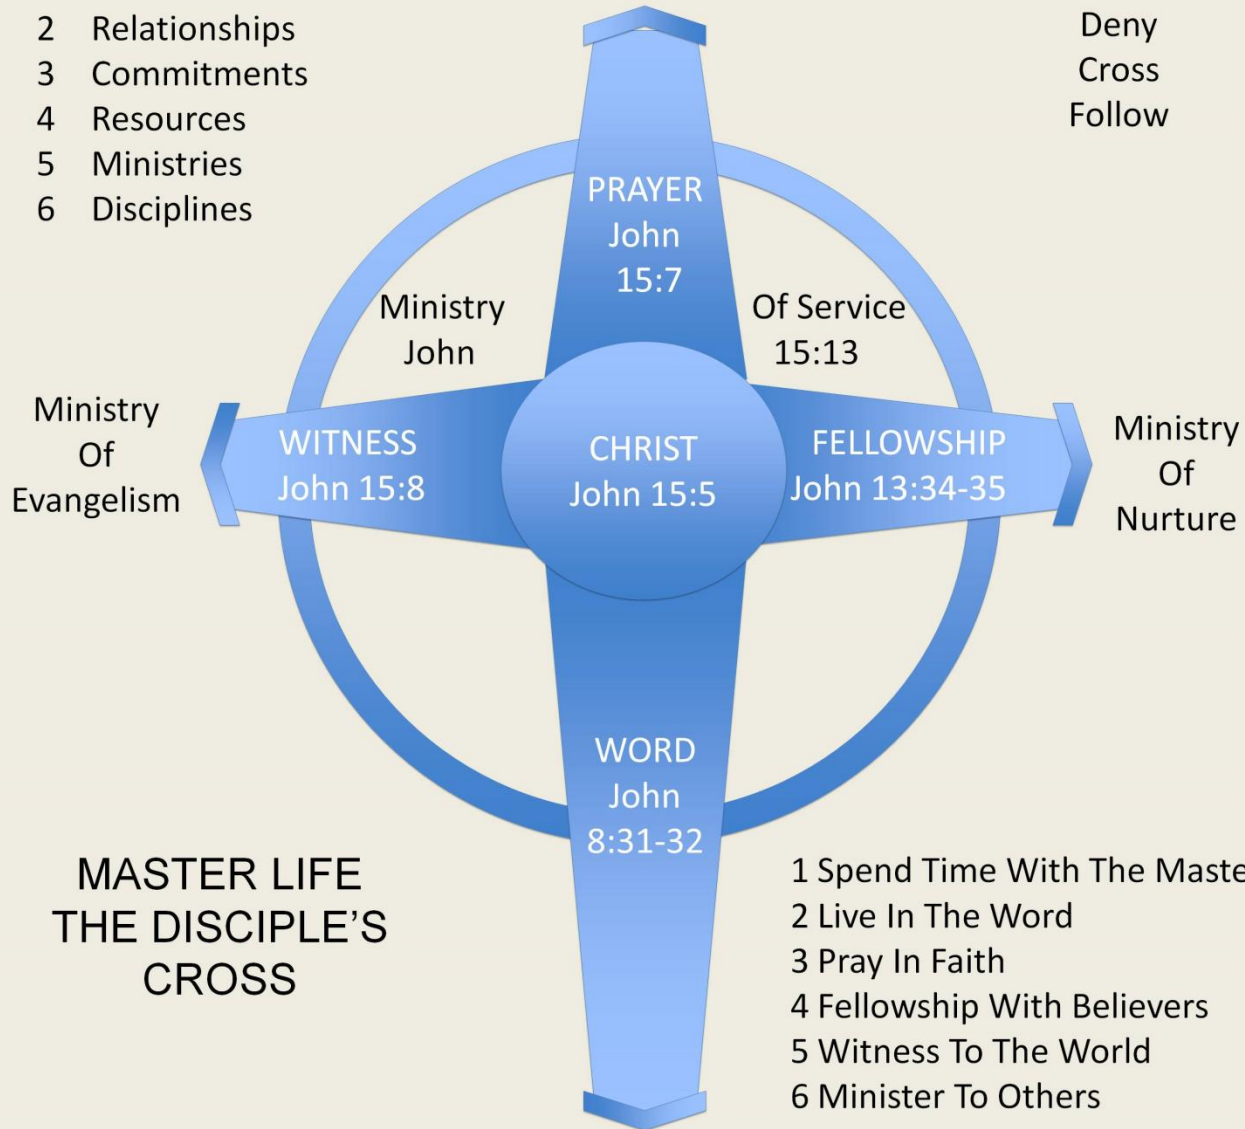 2 Relationships
3 Commitments
4 Resources
5 Ministries
6 Disciplines
Deny
Cross
Follow
PRAYER
John
15:7
Ministry
John
Of Service
15:13
Ministry
Of
Evangelism
WITNESS
John 15:8
CHRIST
John 15:5
FELLOWSHIP
John 13:34-35
Ministry
Of
Nurture
WORD
John
8:31-32
MASTER LIFE
THE DISCIPLE’S
CROSS
1 Spend Time With The Maste
2 Live In The Word
3 Pray In Faith
4 Fellowship With Believers
5 Witness To The World
6 Minister To Others